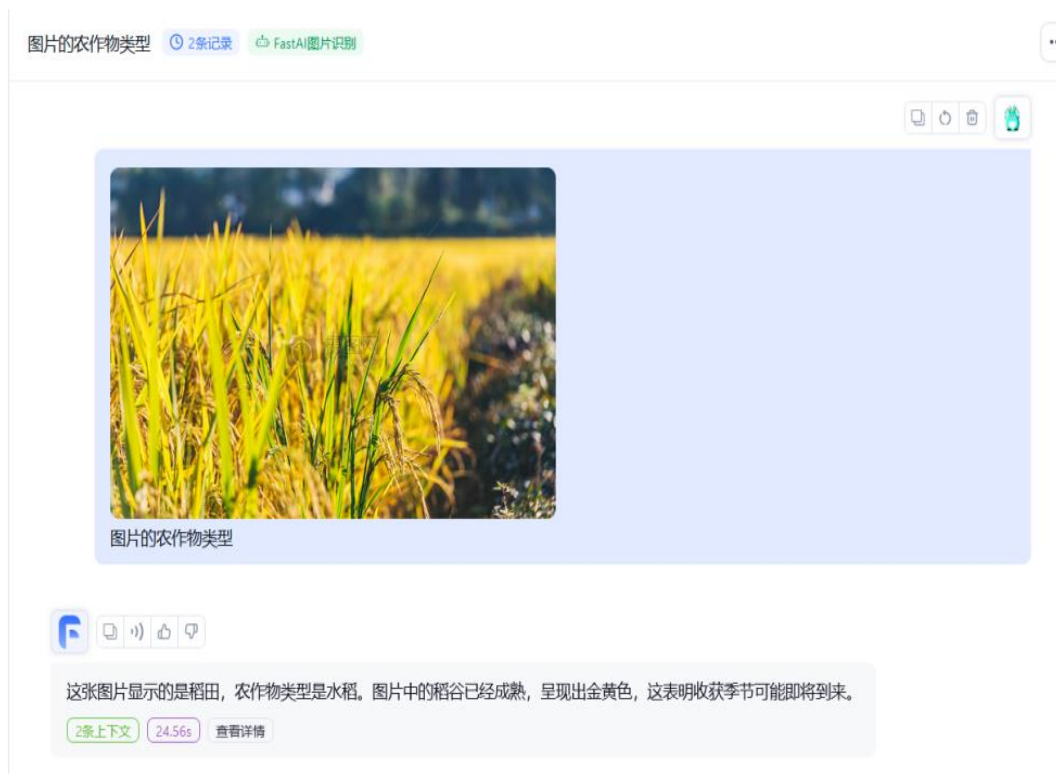 图片的农作物类型 2条记录 FastAI图片识别
图片的农作物类型
这张图片显示的是稻田，农作物类型是水稻。图片中的稻谷已经成熟，呈现出金黄色，这表明收获季节可能即将到来。
2条上下文 24.56s 查看详情